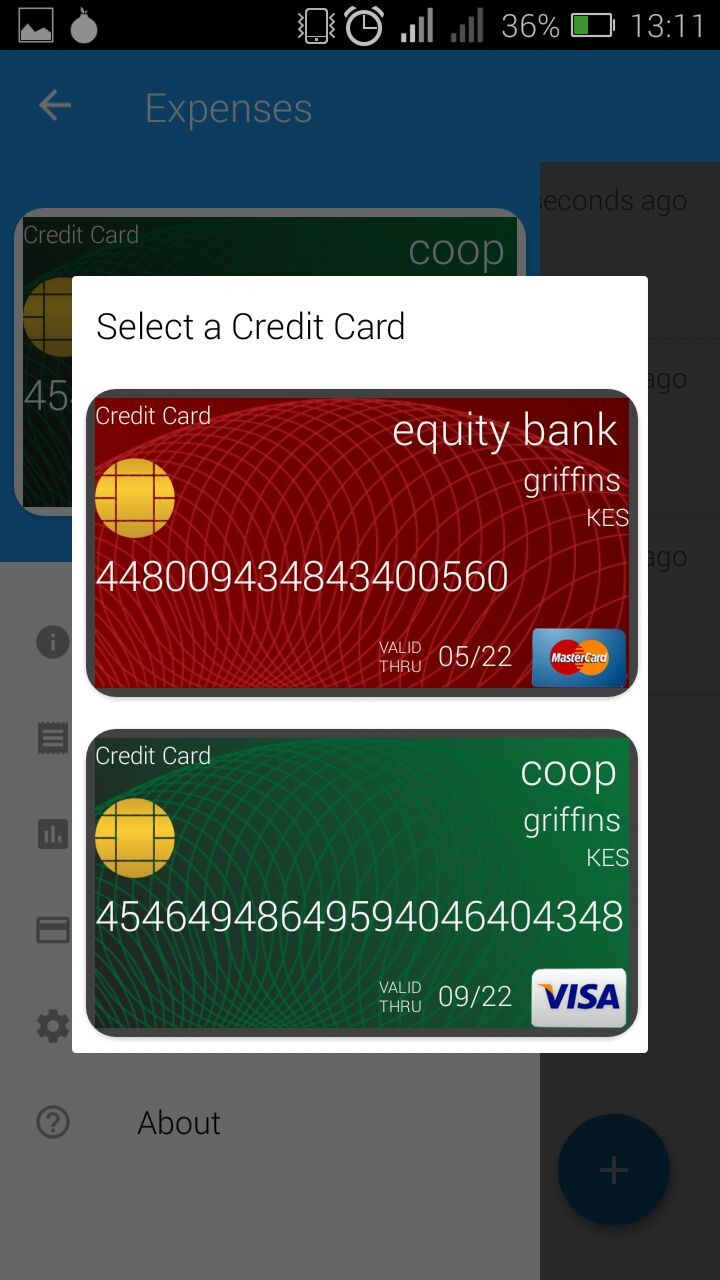 36% 13:11
Expenses
seconds ago
Credit Card
coop
Select a Credit Card
ago
454
Credit Card
equity bank
griffins
KES
448009434843400560
ago
VALID THRU 05/22 MasterCard
Credit Card
coop
griffins
KES
45464948649594046404348
VALID THRU 09/22 VISA
About